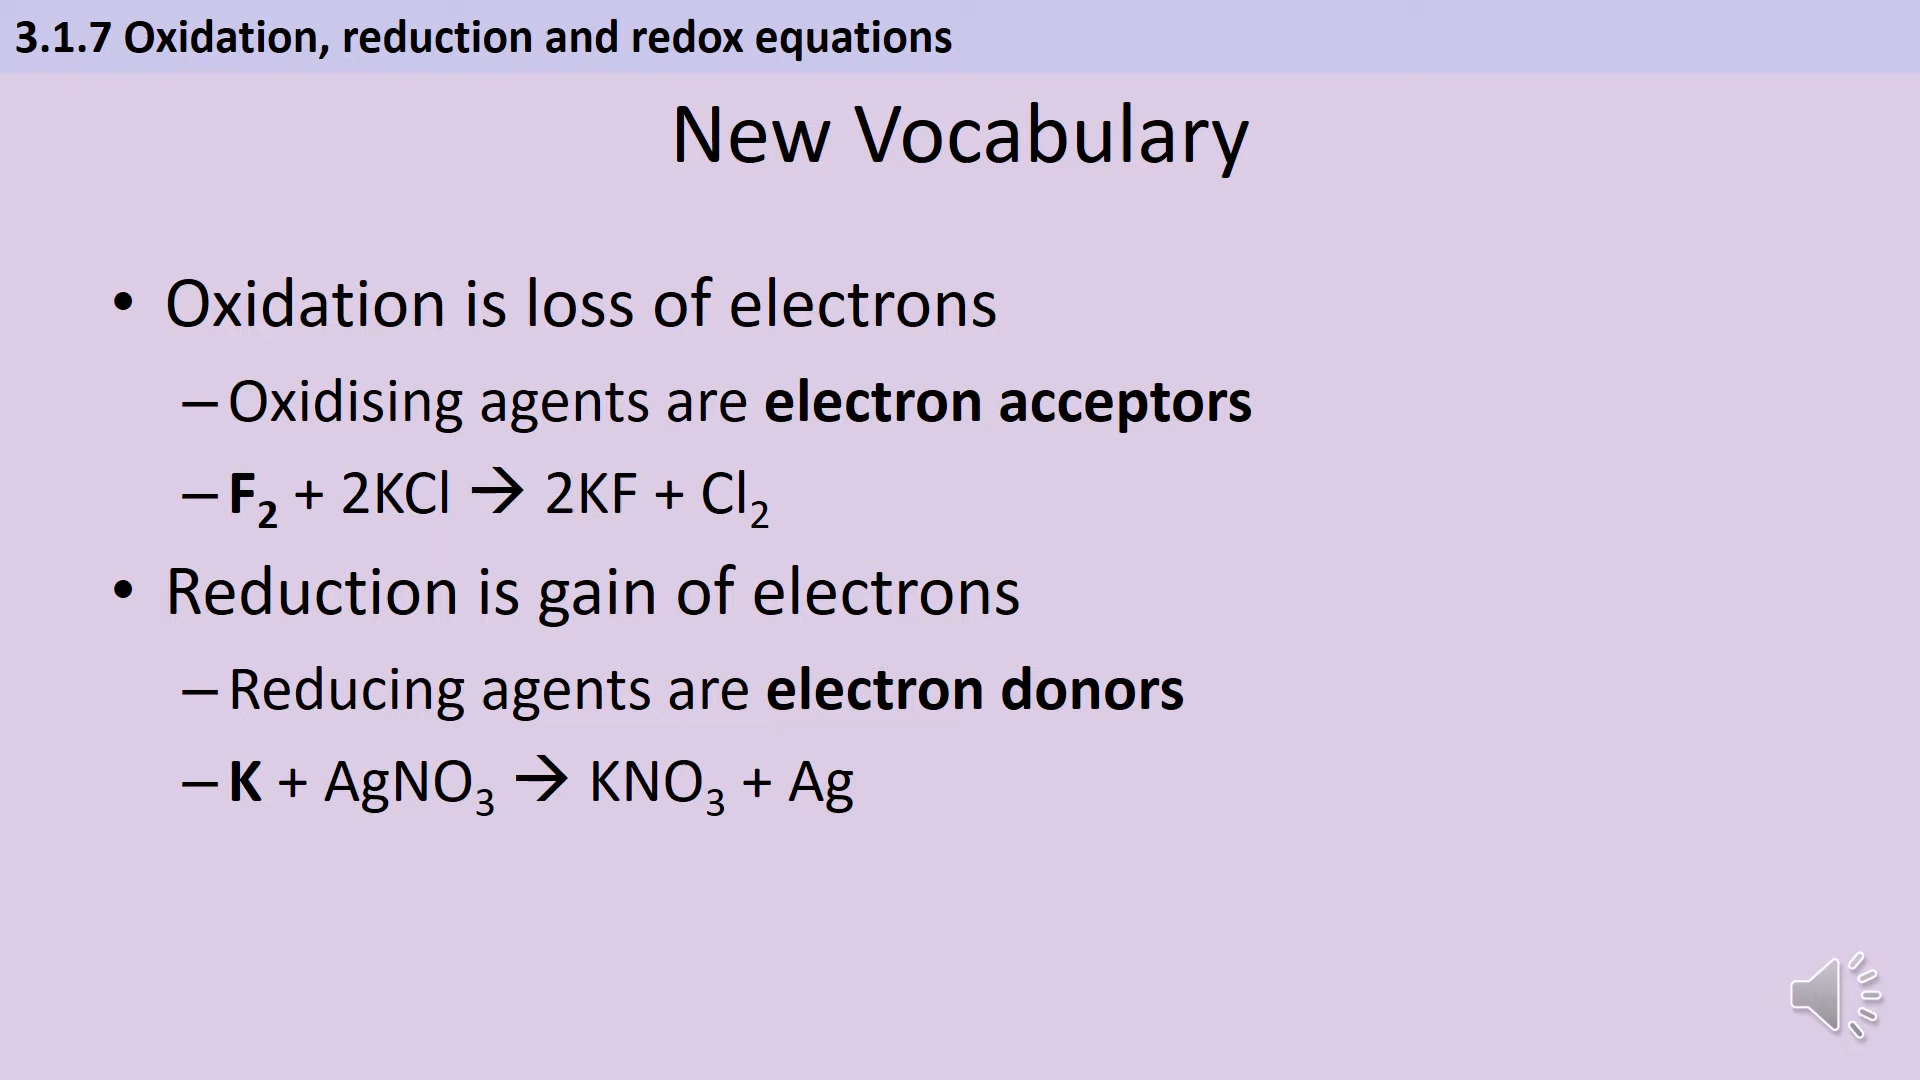 3.1.7 Oxidation, reduction and redox equations
New Vocabulary
• Oxidation is loss of electrons
– Oxidising agents are electron acceptors
– F₂ + 2KCl → 2KF + Cl₂
• Reduction is gain of electrons
– Reducing agents are electron donors
– K + AgNO₃ → KNO₃ + Ag